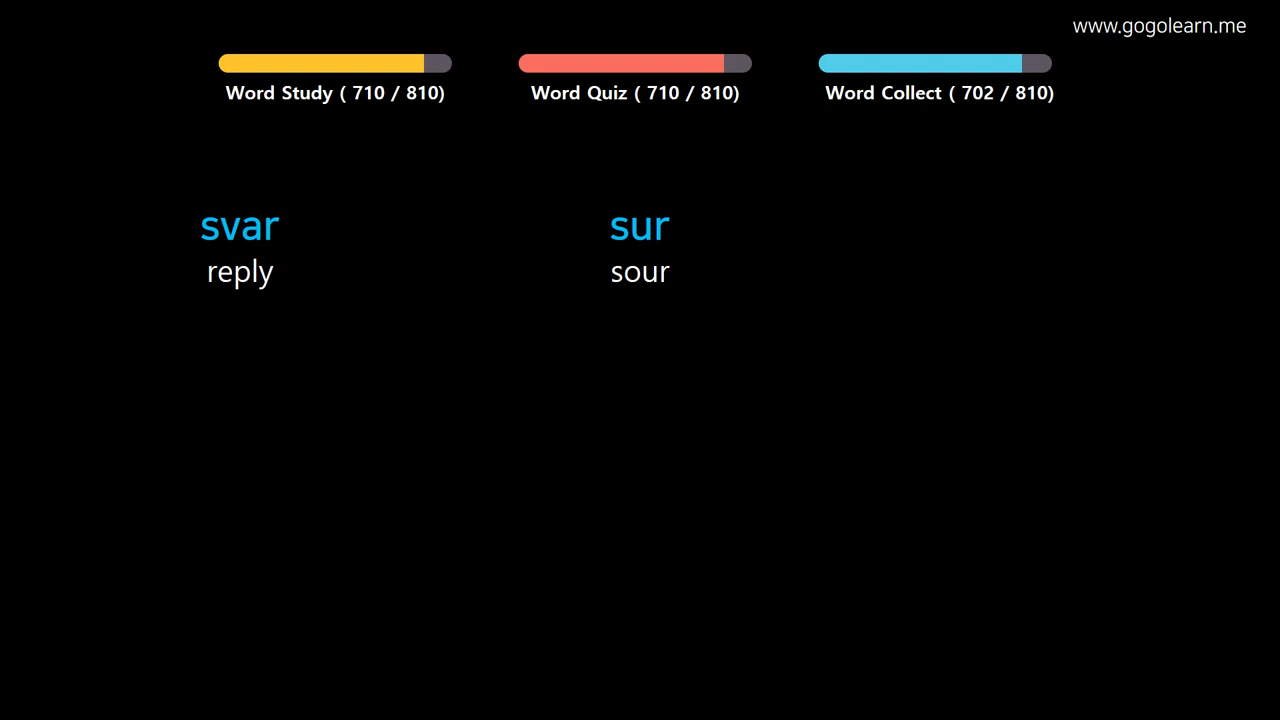 www.gogolearn.me
Word Study ( 710 / 810)
Word Quiz ( 710 / 810)
Word Collect ( 702 / 810)
svar
reply
sur
sour